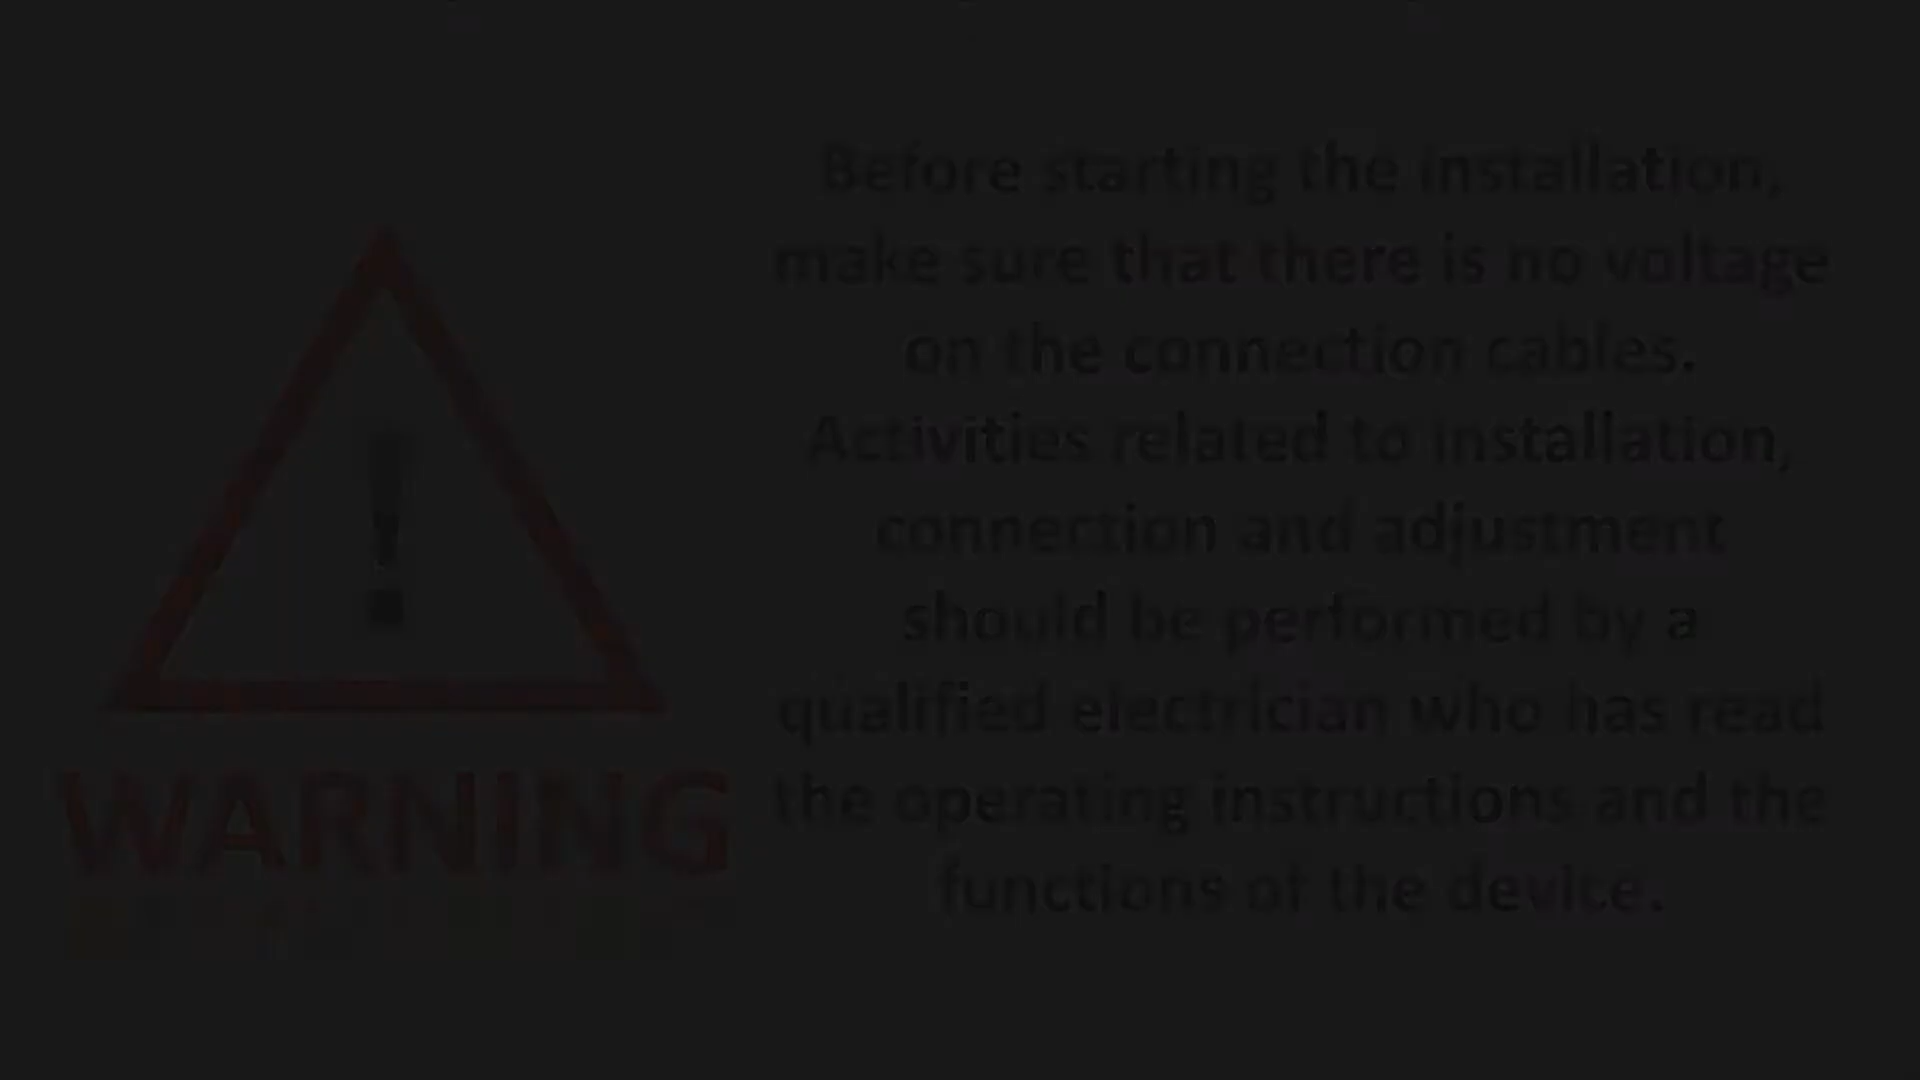 Before starting the installation,
make sure that there is no voltage
on the connection cables.
Activities related to installation,
connection and adjustment
should be performed by a
qualified electrician who has read
the operating instructions and the
functions of the device.
!
WARNING